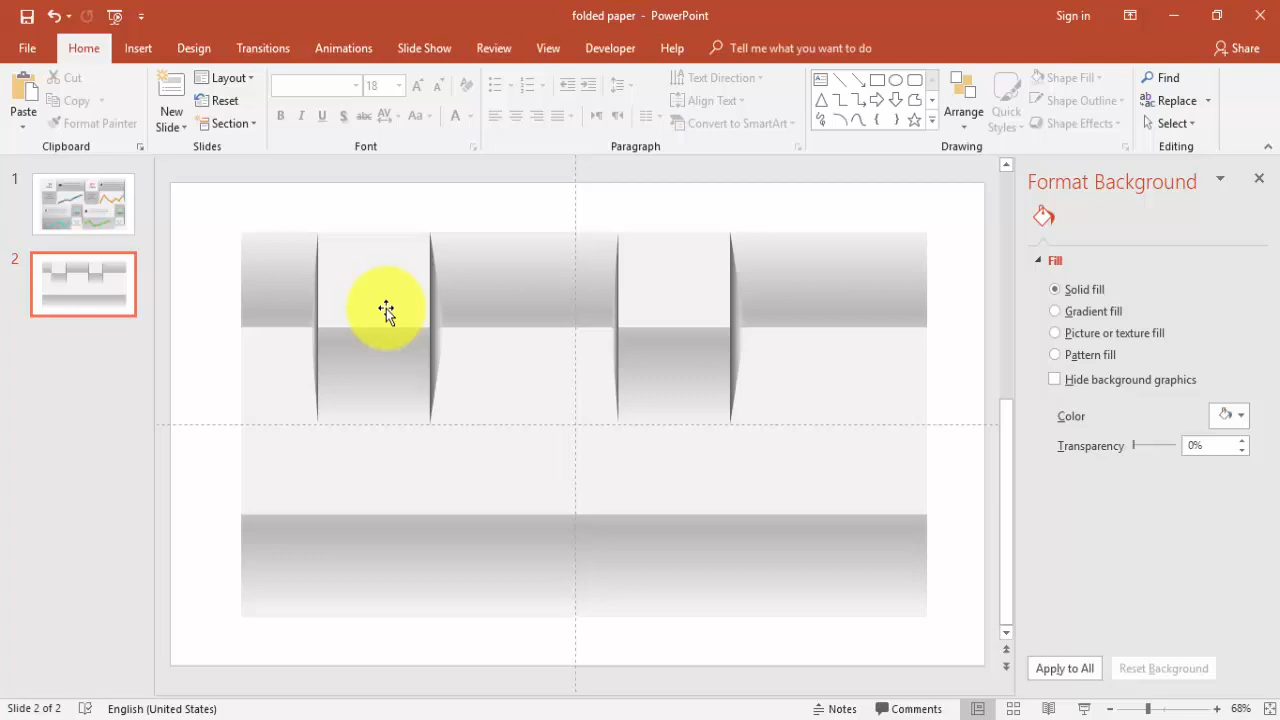 folded paper - PowerPoint
Sign in
File Home Insert Design Transitions Animations Slide Show Review View Developer Help Tell me what you want to do Share
Paste
Cut
Copy
Format Painter
Clipboard
New Slide
Layout
Reset
Section
Slides
18
B I U S abc AV Aa A
Font
Text Direction
Align Text
Convert to SmartArt
Paragraph
Arrange
Quick Styles
Shape Fill
Shape Outline
Shape Effects
Drawing
Find
Replace
Select
Editing
1
2
Format Background
Fill
Solid fill
Gradient fill
Picture or texture fill
Pattern fill
Hide background graphics
Color
Transparency 0%
Apply to All Reset Background
Slide 2 of 2 English (United States) Notes Comments 68%